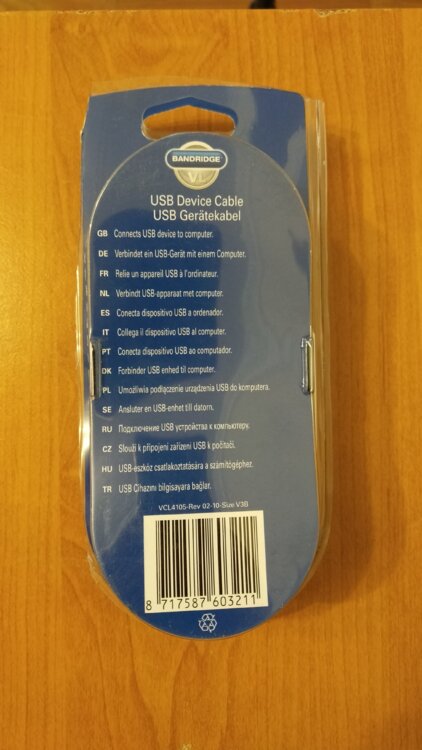 BANDRIDGE
VL
USB Device Cable
USB Gerätekabel
GB Connects USB device to computer.
DE Verbindet ein USB-Gerät mit einem Computer.
FR Relie un appareil USB à l'ordinateur.
NL Verbindt USB-apparaat met computer.
ES Conecta dispositivo USB a ordenador.
IT Collega il dispositivo USB al computer.
PT Conecta dispositivo USB ao computador.
DK Forbinder USB enhed til computer.
PL Umożliwia podłączenie urządzenia USB do komputera.
SE Ansluter en USB-enhet till datorn.
RU Подключение USB устройства к компьютеру.
CZ Slouží k připojení zařízení USB k počítači.
HU USB-eszköz csatlakoztatására a számítógéphez.
TR USB Cihazını bilgisayara bağlar.
VCL4105-Rev 02-10-Size V3B
8 717587 603211